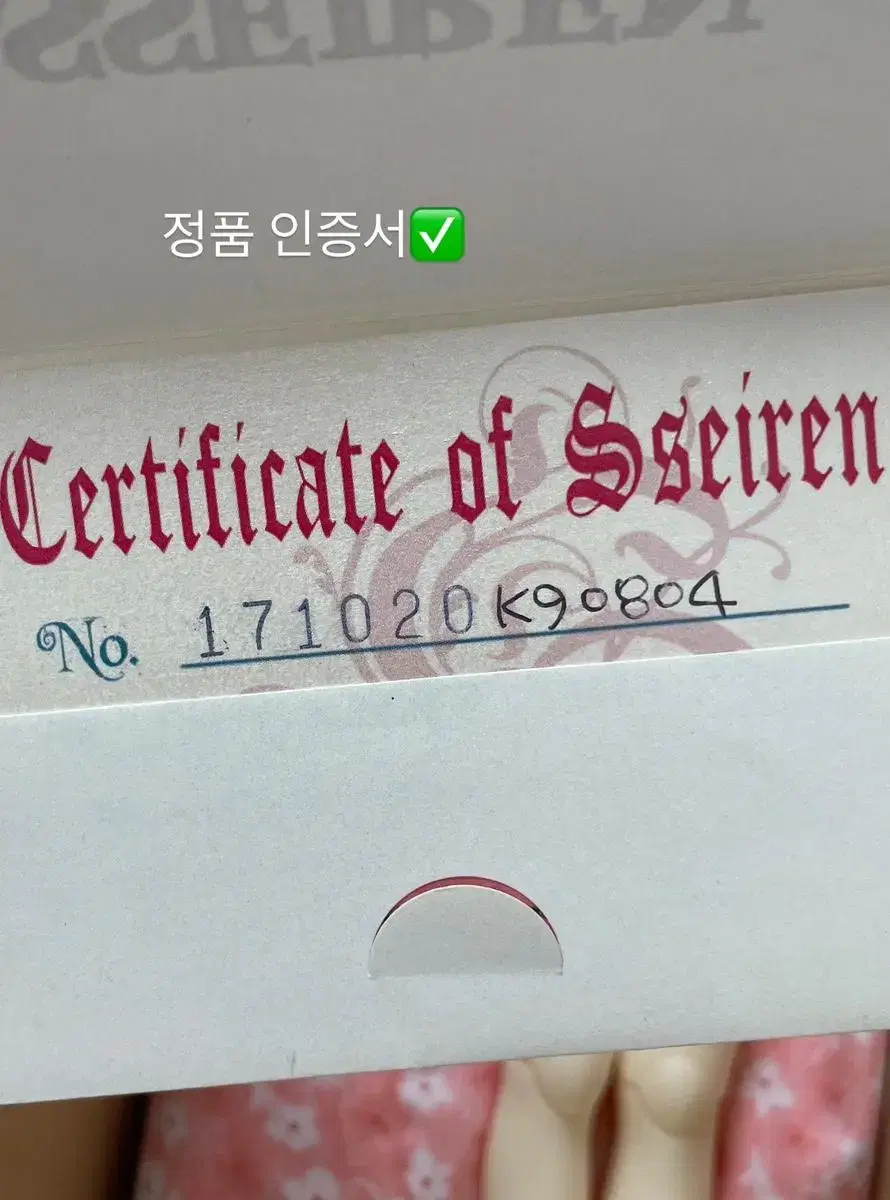 정품 인증서✅
Certificate of Sseiren
No. 171020K90804